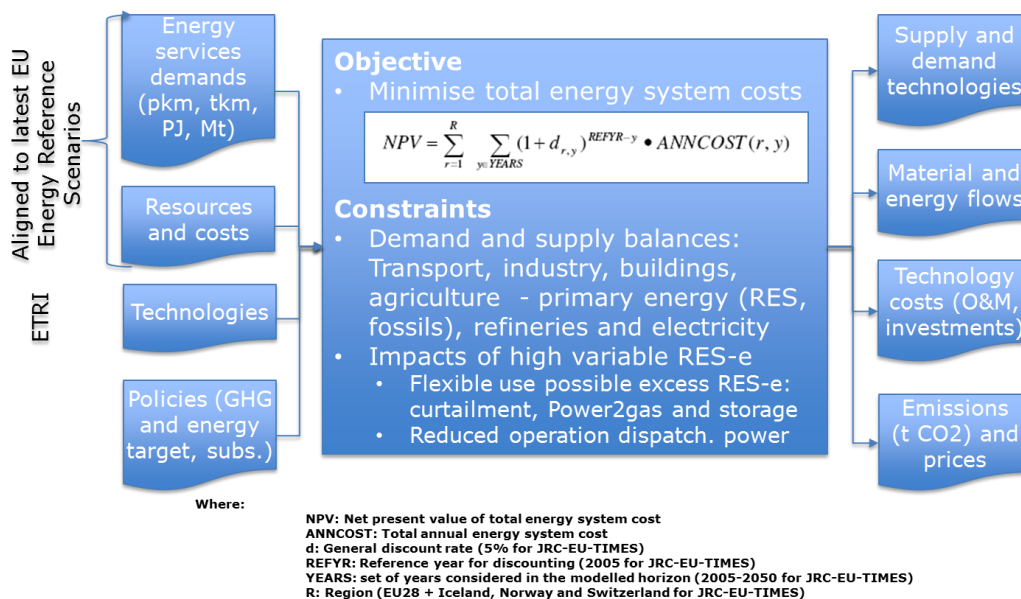 Aligned to latest EU
Energy Reference
Scenarios
ETRI
Energy
services
demands
(pkm, tkm,
PJ, Mt)
Resources
and costs
Technologies
Policies (GHG
and energy
target, subs.)
Objective
• Minimise total energy system costs
NPV = \sum_{r=1}^{R} \sum_{y∈YEARS} (1 + d_{r,y})^{REFYR−y} • ANNCOST(r, y)
Constraints
• Demand and supply balances:
Transport, industry, buildings,
agriculture - primary energy (RES,
fossils), refineries and electricity
• Impacts of high variable RES-e
• Flexible use possible excess RES-e:
curtailment, Power2gas and storage
• Reduced operation dispatch. power
Supply and
demand
technologies
Material and
energy flows
Technology
costs (O&M,
investments)
Emissions
(t CO2) and
prices
Where:
NPV: Net present value of total energy system cost
ANNCOST: Total annual energy system cost
d: General discount rate (5% for JRC-EU-TIMES)
REFYR: Reference year for discounting (2005 for JRC-EU-TIMES)
YEARS: set of years considered in the modelled horizon (2005-2050 for JRC-EU-TIMES)
R: Region (EU28 + Iceland, Norway and Switzerland for JRC-EU-TIMES)